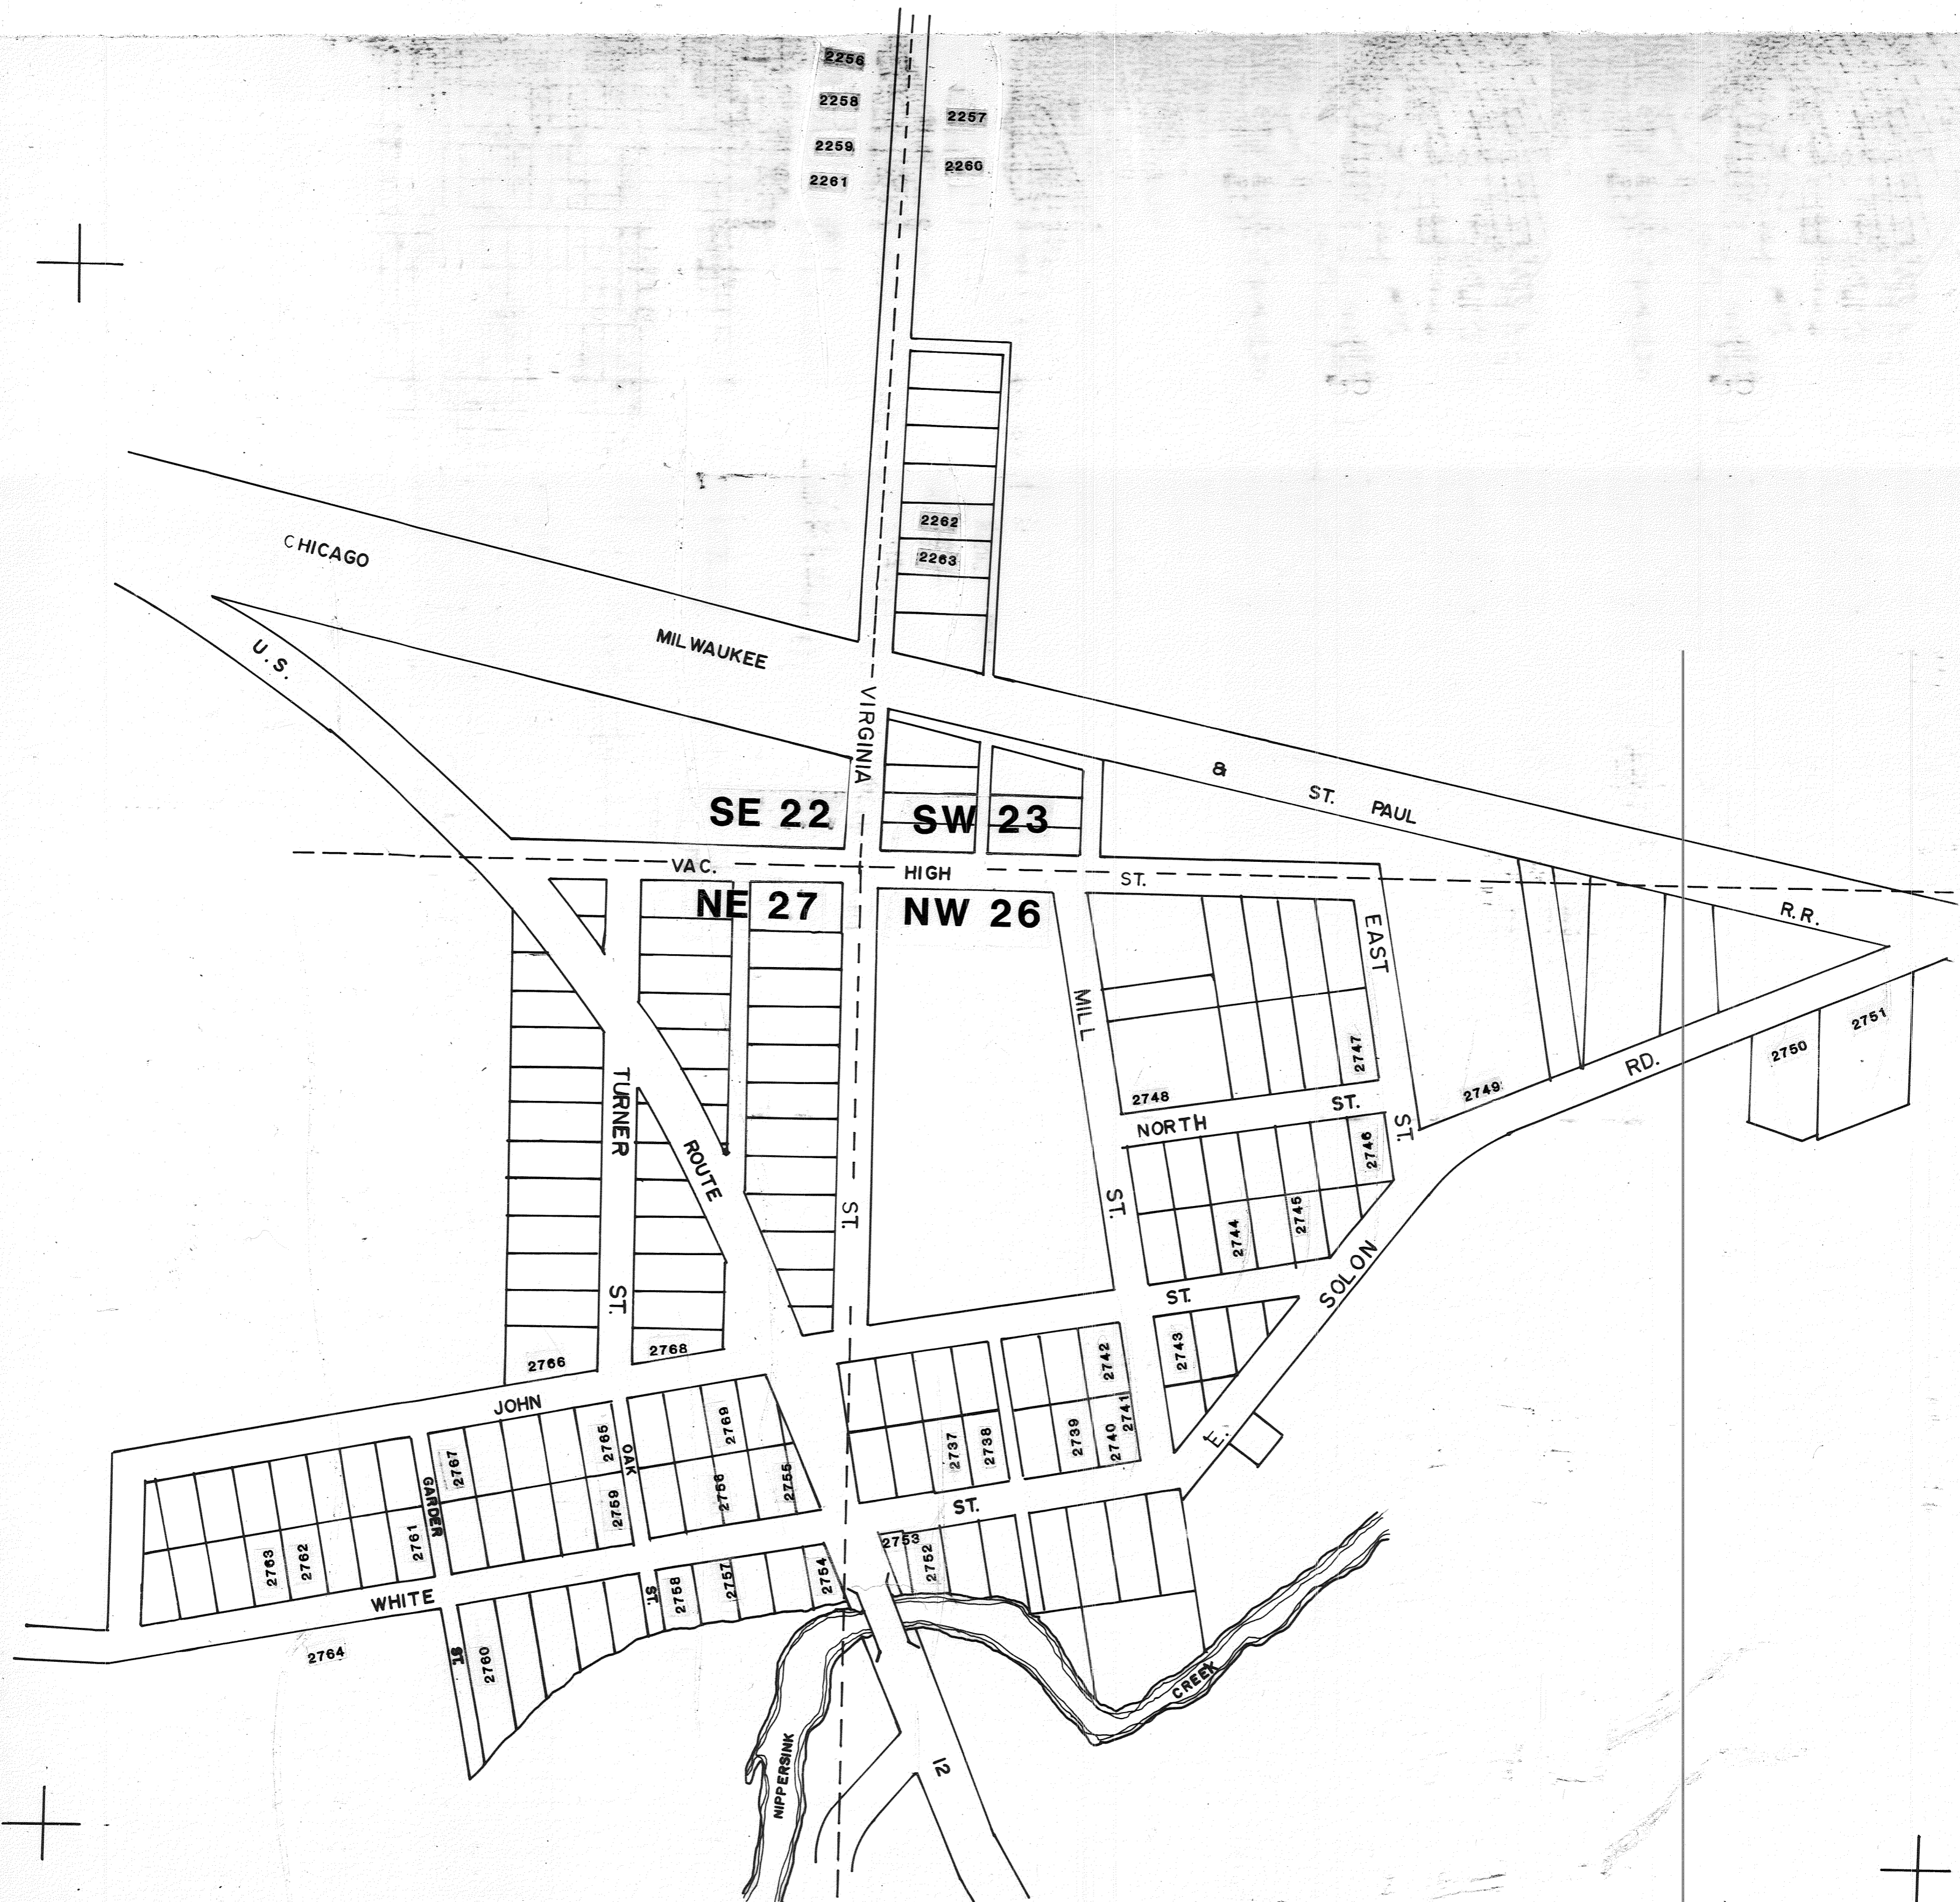 2256
2258
2257
2259
2260
2261
2262
2263
CHICAGO
MILWAUKEE
U.S.
VIRGINIA
&
ST. PAUL
SE 22
SW 23
VAC.
HIGH
ST.
NE 27
NW 26
R.R.
EAST
MILL
2747
2751
2750
RD.
2748
2749
ST.
NORTH
ST.
TURNER
2746
ROUTE
ST.
ST.
2745
2744
SOLON
ST.
ST.
2743
2742
2766
2768
JOHN
2741
2769
2765
OAK
2767
2737
2738
2739
2740
E.
GARDER
2755
2756
2759
ST.
2761
2762
2763
2753
2752
2754
2757
2758
ST.
WHITE
2764
ST.
2760
CREEK
NIPPERSINK
12